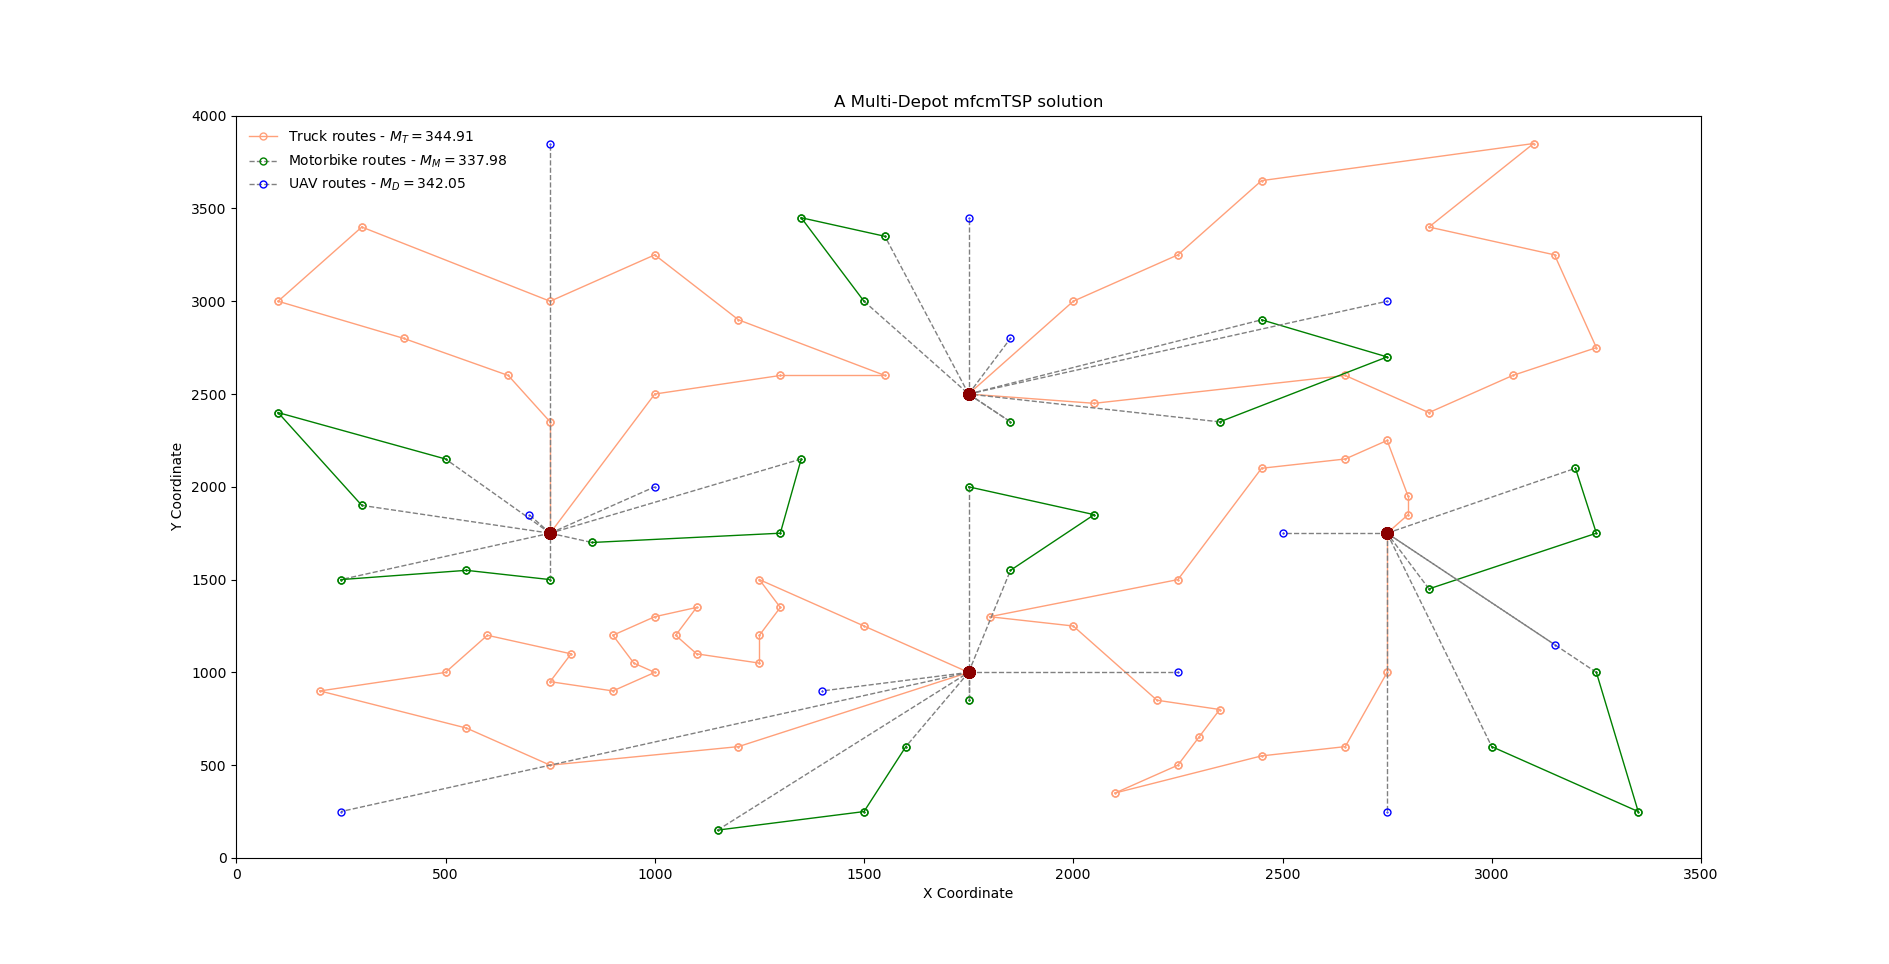 A Multi-Depot mfcmTSP solution
Truck routes - M_T = 344.91
Motorbike routes - M_M = 337.98
UAV routes - M_D = 342.05
4000
3500
3000
2500
2000
1500
1000
500
0
Y Coordinate
0 500 1000 1500 2000 2500 3000 3500
X Coordinate